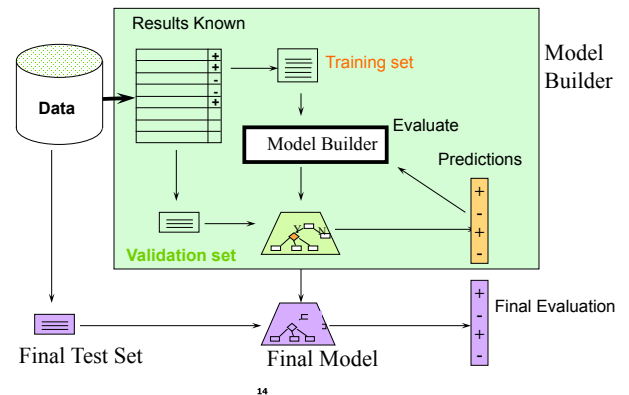 Results Known
Model
Builder
Data
+
+
-
-
+
Training set
Evaluate
Model Builder
Predictions
Y N
+
-
+
-
Validation set
+
-
+
-
Final Evaluation
Final Test Set
Final Model
14